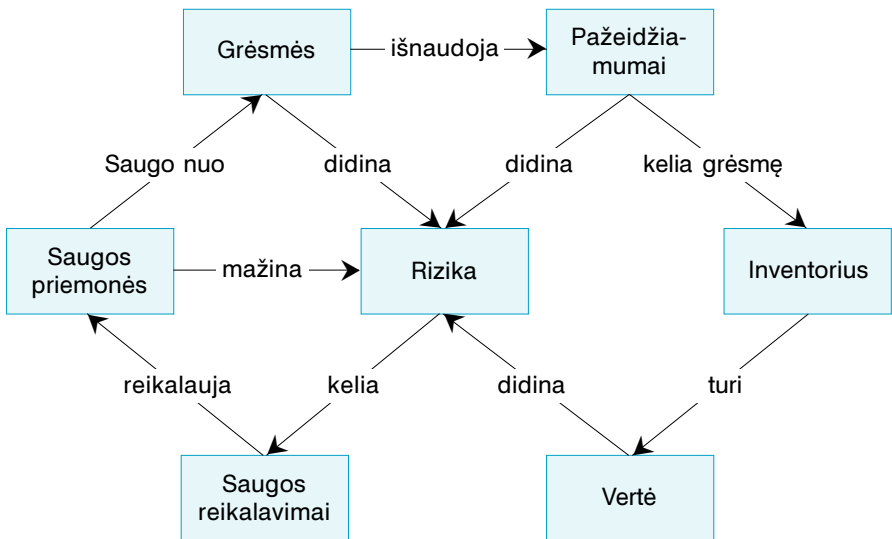 Grėsmės
išnaudoja
Pažeidžia-
mumai
Saugo nuo
didina
didina
kelia grėsmę
Saugos
priemonės
mažina
Rizika
Inventorius
reikalauja
kelia
didina
turi
Saugos
reikalavimai
Vertė